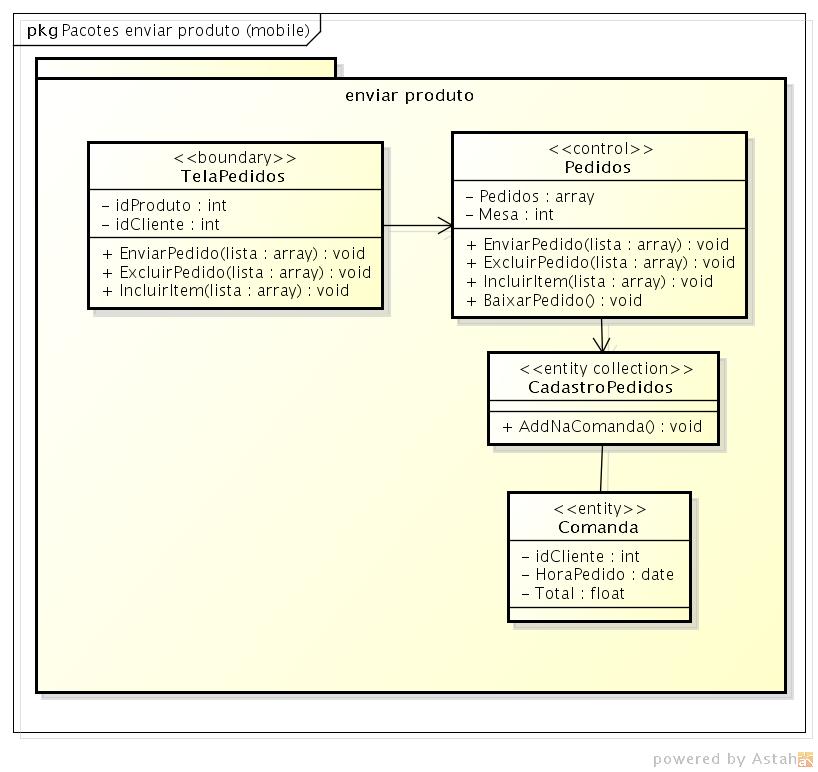 pkg Pacotes enviar produto (mobile)
enviar produto
<<boundary>>
TelaPedidos
- idProduto : int
- idCliente : int
+ EnviarPedido(lista : array) : void
+ ExcluirPedido(lista : array) : void
+ IncluirItem(lista : array) : void
<<control>>
Pedidos
- Pedidos : array
- Mesa : int
+ EnviarPedido(lista : array) : void
+ ExcluirPedido(lista : array) : void
+ IncluirItem(lista : array) : void
+ BaixarPedido() : void
<<entity collection>>
CadastroPedidos
+ AddNaComanda() : void
<<entity>>
Comanda
- idCliente : int
- HoraPedido : date
- Total : float
powered by Astah